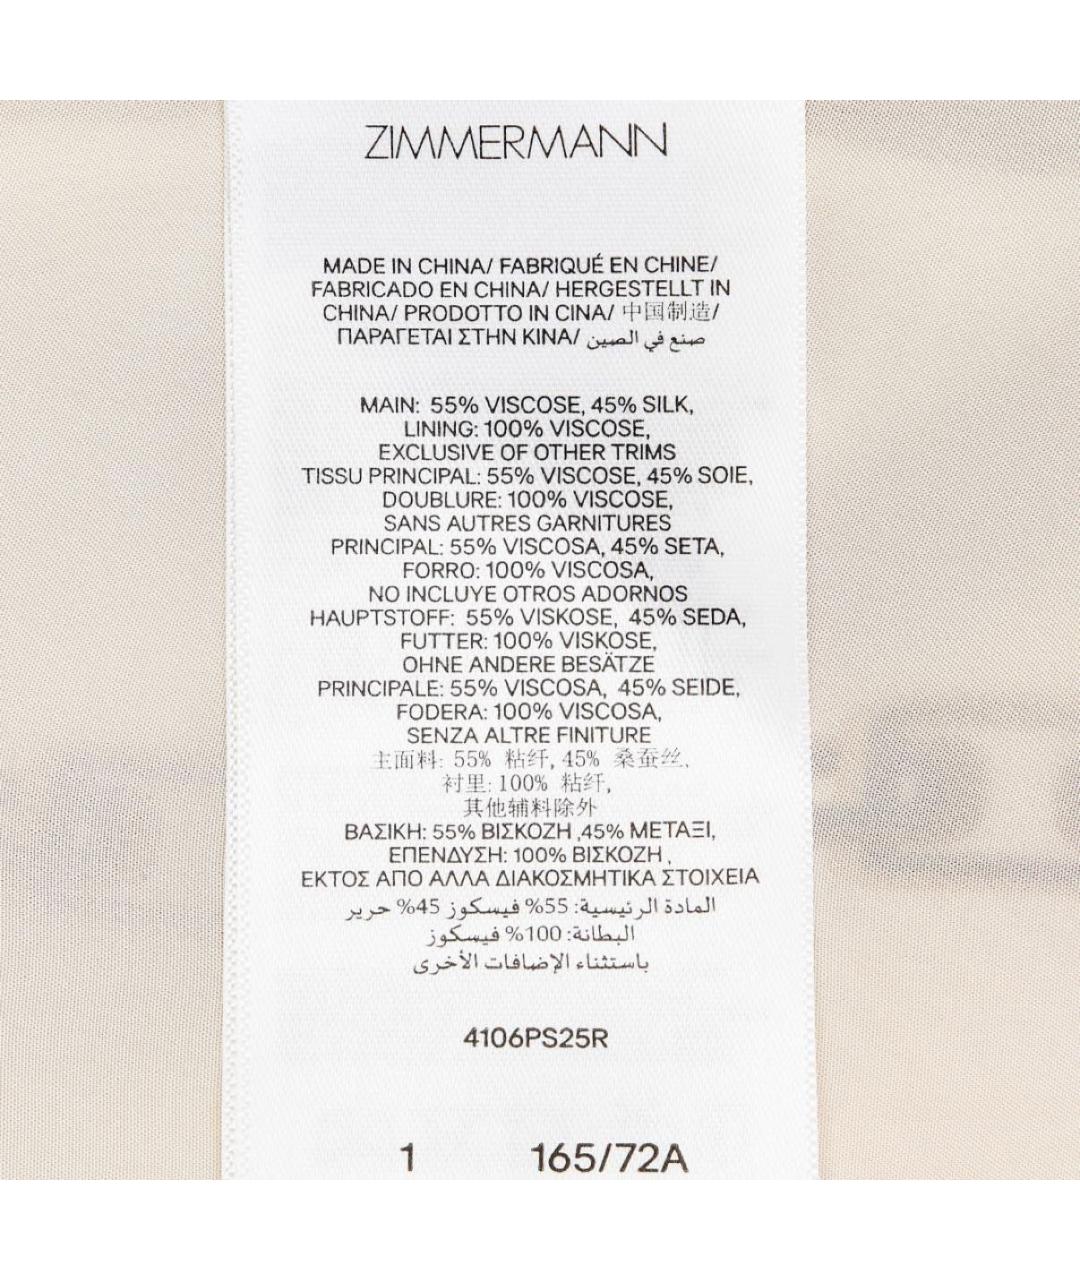 ZIMMERMANN
MADE IN CHINA/ FABRIQUÉ EN CHINE/
FABRICADO EN CHINA/ HERGESTELLT IN
CHINA/ PRODOTTO IN CINA/ 中国制造/
ΠΑΡΑΓΕΤΑΙ ΣΤΗΝ ΚΙΝΑ/ صنع في الصين
MAIN: 55% VISCOSE, 45% SILK,
LINING: 100% VISCOSE,
EXCLUSIVE OF OTHER TRIMS
TISSU PRINCIPAL: 55% VISCOSE, 45% SOIE,
DOUBLURE: 100% VISCOSE,
SANS AUTRES GARNITURES
PRINCIPAL: 55% VISCOSA, 45% SETA,
FORRO: 100% VISCOSA,
NO INCLUYE OTROS ADORNOS
HAUPTSTOFF: 55% VISKOSE, 45% SEDA,
FUTTER: 100% VISKOSE,
OHNE ANDERE BESÄTZE
PRINCIPALE: 55% VISCOSA, 45% SEIDE,
FODERA: 100% VISCOSA,
SENZA ALTRE FINITURE
主面料: 55% 粘纤, 45% 桑蚕丝,
衬里: 100% 粘纤,
其他辅料除外
ΒΑΣΙΚΗ: 55% ΒΙΣΚΟΖΗ ,45% ΜΕΤΑΞΙ,
ΕΠΕΝΔΥΣΗ: 100% ΒΙΣΚΟΖΗ ,
ΕΚΤΟΣ ΑΠΟ ΑΛΛΑ ΔΙΑΚΟΣΜΗΤΙΚΑ ΣΤΟΙΧΕΙΑ
المادة الرئيسية: 55% فيسكوز 45% حرير
البطانة: 100% فيسكوز
باستثناء الإضافات الأخرى
4106PS25R
1 165/72A